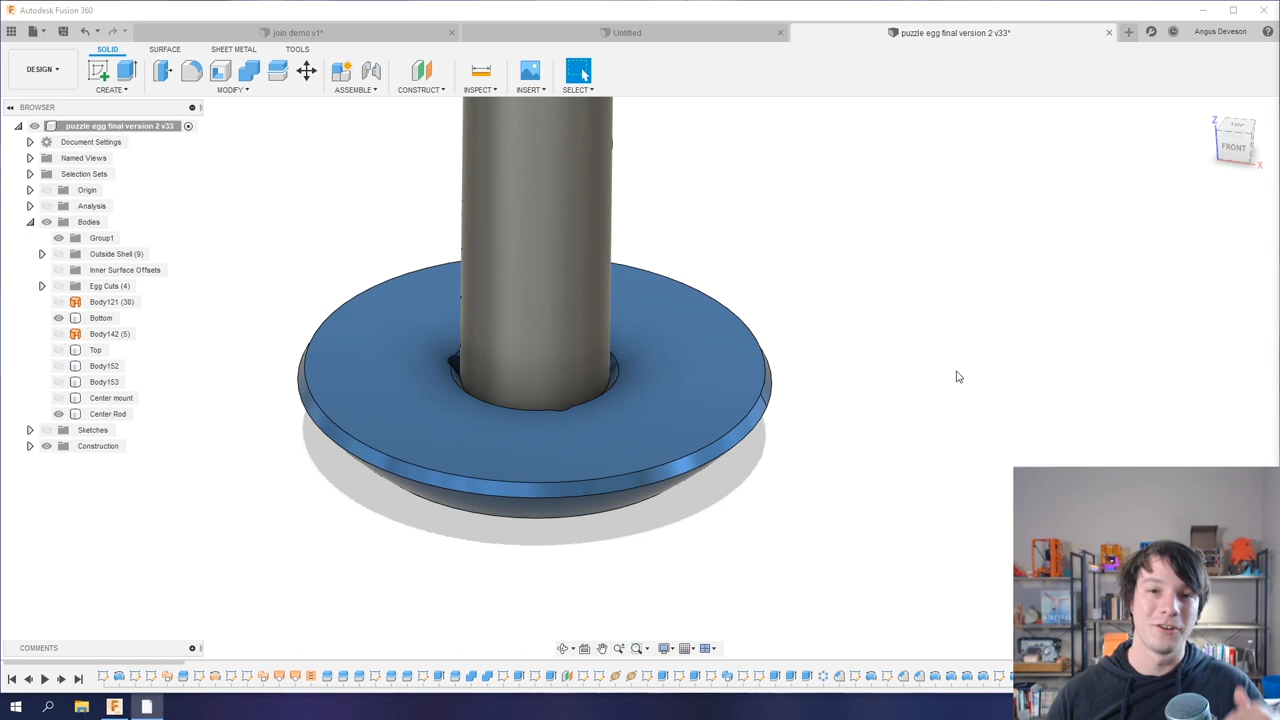 Autodesk Fusion 360
join demo v1*
Untitled
puzzle egg final version 2 v33*
Angus Deveson
SOLID
SURFACE
SHEET METAL
TOOLS
DESIGN
CREATE
MODIFY
ASSEMBLE
CONSTRUCT
INSPECT
INSERT
SELECT
BROWSER
puzzle egg final version 2 v33
Document Settings
Named Views
Selection Sets
Origin
Analysis
Bodies
Group1
Outside Shell (9)
Inner Surface Offsets
Egg Cuts (4)
Body121 (30)
Bottom
Body142 (5)
Top
Body152
Body153
Center mount
Center Rod
Sketches
Construction
Z
TOP
FRONT
X
COMMENTS